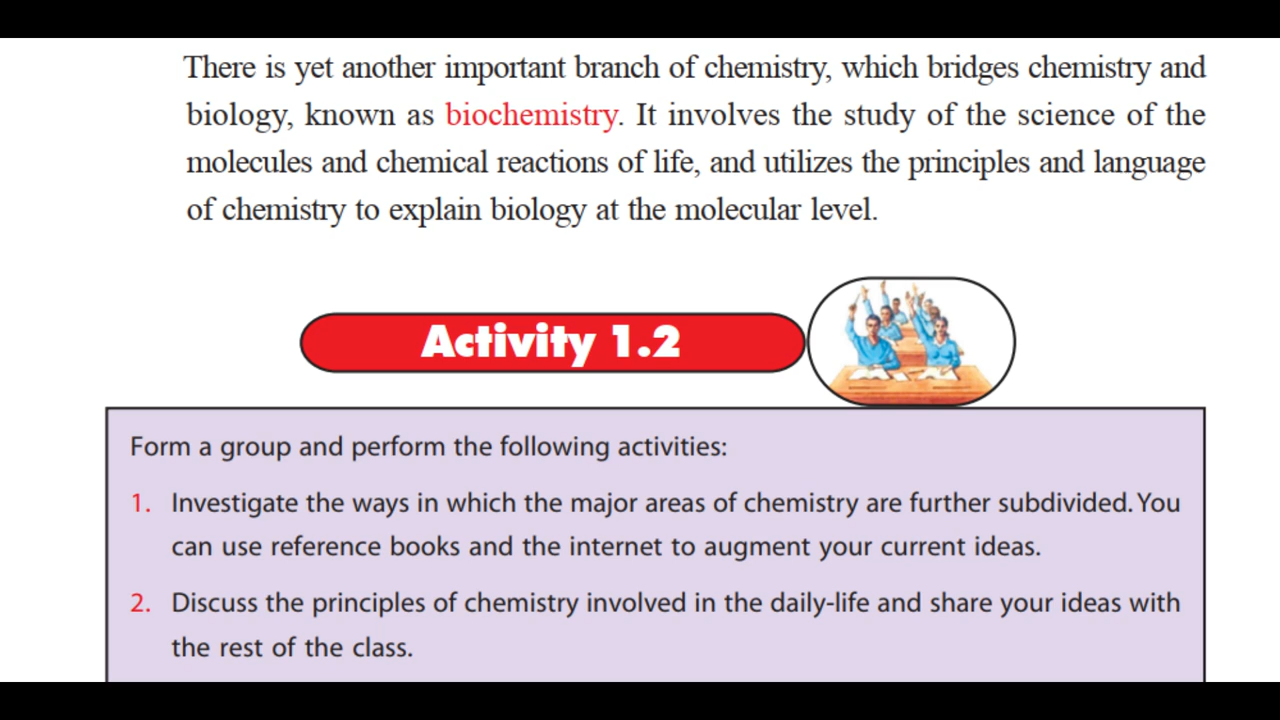 There is yet another important branch of chemistry, which bridges chemistry and
biology, known as biochemistry. It involves the study of the science of the
molecules and chemical reactions of life, and utilizes the principles and language
of chemistry to explain biology at the molecular level.
Activity 1.2
Form a group and perform the following activities:
1. Investigate the ways in which the major areas of chemistry are further subdivided. You
can use reference books and the internet to augment your current ideas.
2. Discuss the principles of chemistry involved in the daily-life and share your ideas with
the rest of the class.